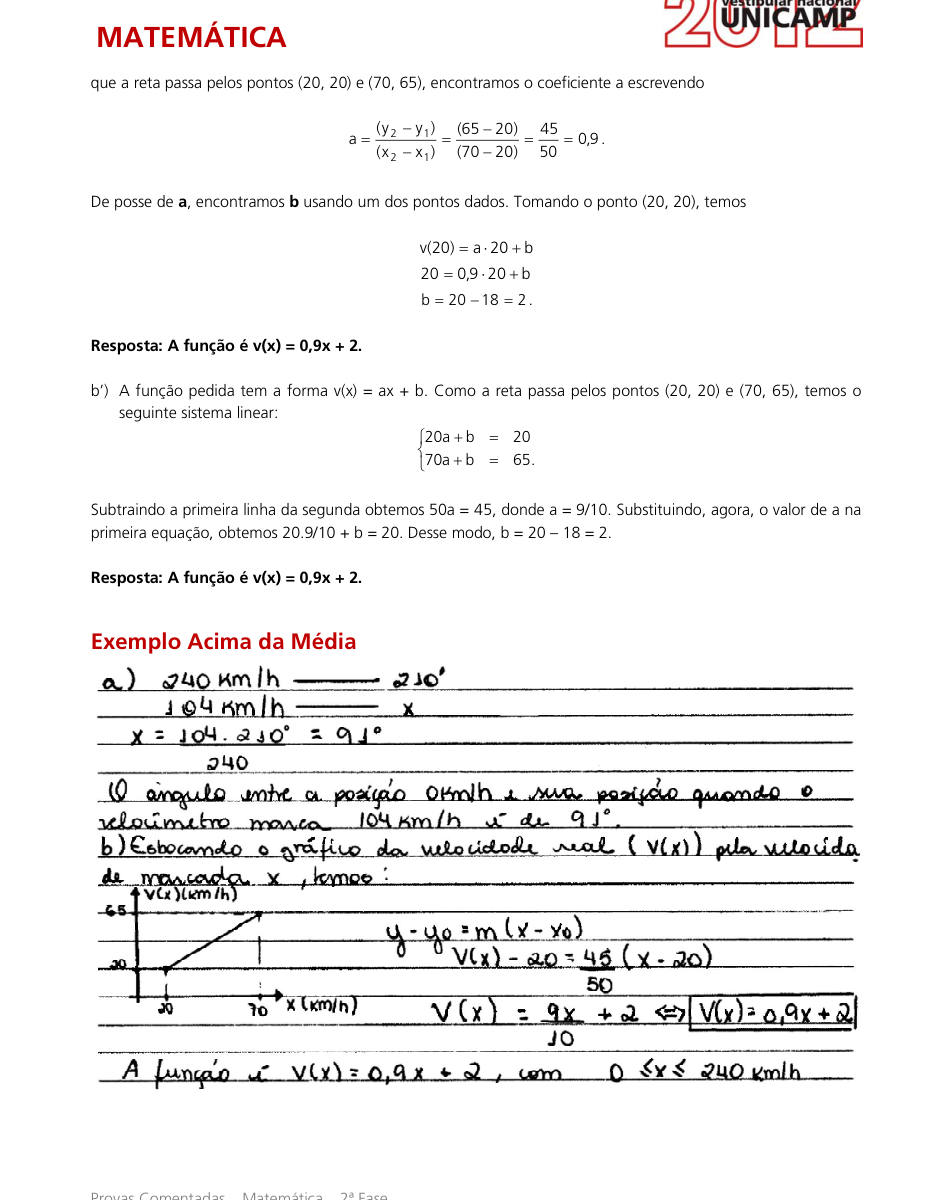 vestibular nacional
2012
UNICAMP
MATEMÁTICA
que a reta passa pelos pontos (20, 20) e (70, 65), encontramos o coeficiente a escrevendo
a = (y₂ − y₁)/(x₂ − x₁) = (65 − 20)/(70 − 20) = 45/50 = 0,9 .
De posse de a, encontramos b usando um dos pontos dados. Tomando o ponto (20, 20), temos
v(20) = a · 20 + b
20 = 0,9 · 20 + b
b = 20 − 18 = 2 .
Resposta: A função é v(x) = 0,9x + 2.
b’) A função pedida tem a forma v(x) = ax + b. Como a reta passa pelos pontos (20, 20) e (70, 65), temos o
seguinte sistema linear:
20a + b = 20
70a + b = 65.
Subtraindo a primeira linha da segunda obtemos 50a = 45, donde a = 9/10. Substituindo, agora, o valor de a na
primeira equação, obtemos 20.9/10 + b = 20. Desse modo, b = 20 – 18 = 2.
Resposta: A função é v(x) = 0,9x + 2.
Exemplo Acima da Média
a) 240 Km/h —— 210°
104 Km/h —— x
x = 104 . 210° = 91°
240
O ângulo entre a posição 0Km/h e sua posição quando o
velocímetro marca 104 Km/h é de 91°.
b) Esbocando o gráfico da velocidade real (V(x)) pela velocida
de marcada x, temos:
V(x)(Km/h)
65
20
20 70 x (Km/h)
y - y0 = m (x - x0)
V(x) - 20 = 45 (x - 20)
50
V(x) = 9x + 2 <=> V(x) = 0,9x + 2
10
A função é V(x) = 0,9x + 2, com 0 ≤ x ≤ 240 Km/h
Provas Comentadas Matemática 2ª Fase